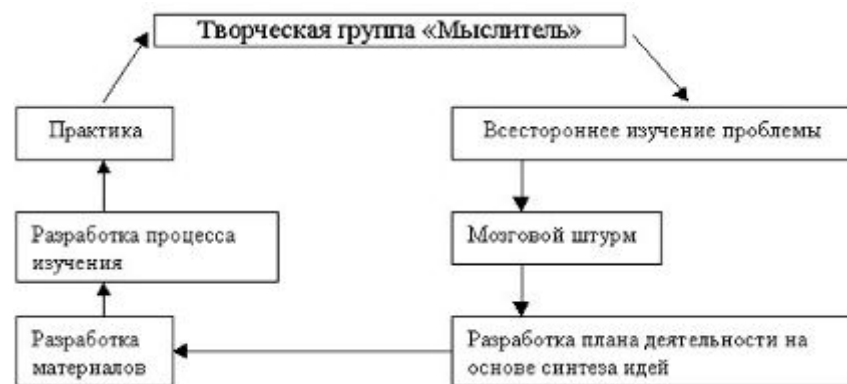 Творческая группа «Мыслитель»
Практика
Всестороннее изучение проблемы
Разработка процесса
изучения
Мозговой штурм
Разработка
материалов
Разработка плана деятельности на
основе синтеза идей